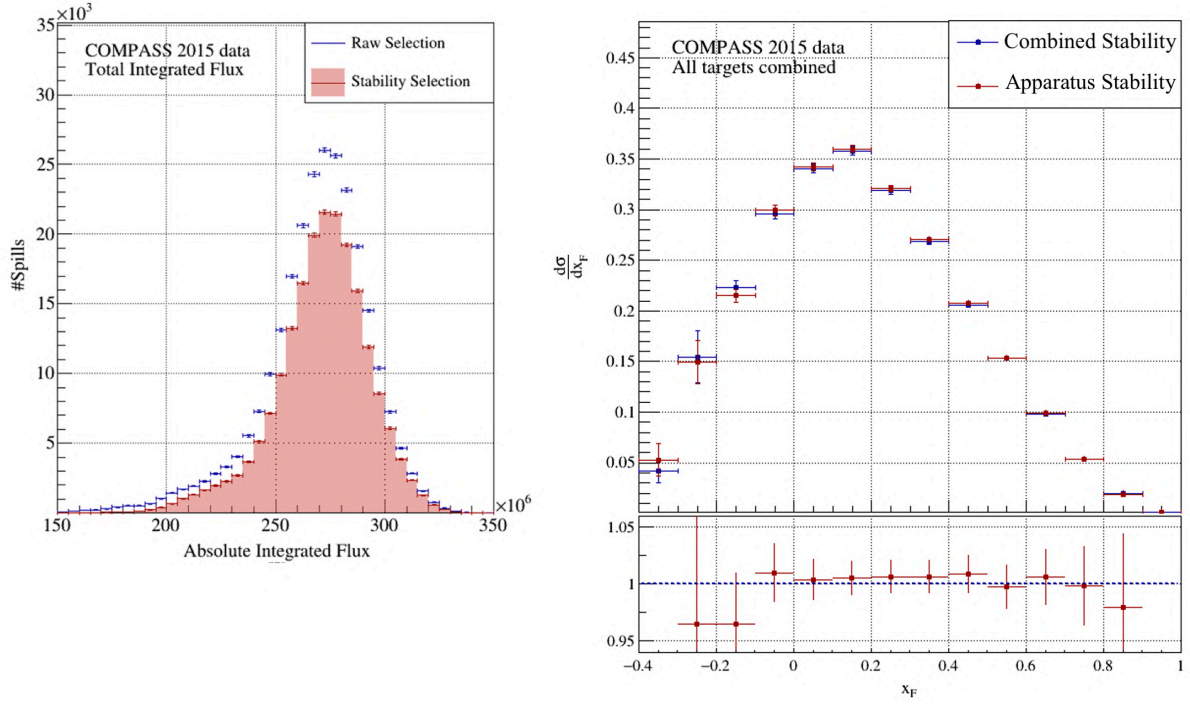 35
×10³
COMPASS 2015 data
Total Integrated Flux
Raw Selection
Stability Selection
30
25
20
15
10
5
#Spills
150
200
250
300
350
×10⁶
Absolute Integrated Flux
COMPASS 2015 data
All targets combined
Combined Stability
Apparatus Stability
0.45
0.4
0.35
0.3
0.25
0.2
0.15
0.1
0.05
dσ
dx_F
1.05
1
0.95
−0.4
−0.2
0
0.2
0.4
0.6
0.8
1
x_F